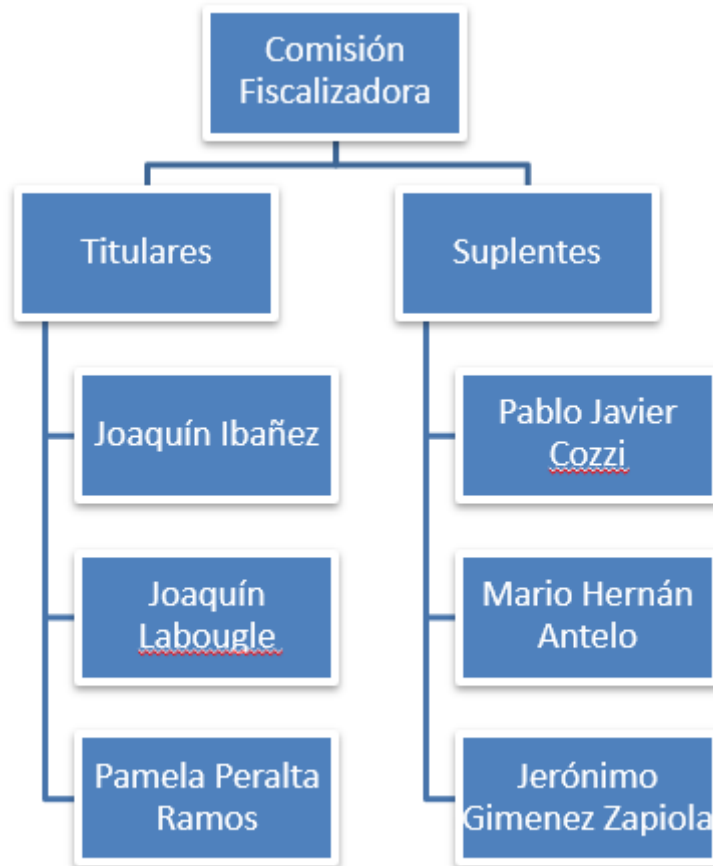 Comisión
Fiscalizadora
Titulares
Suplentes
Joaquín Ibañez
Pablo Javier
Cozzi
Joaquín
Labougle
Mario Hernán
Antelo
Pamela Peralta
Ramos
Jerónimo
Gimenez Zapiola